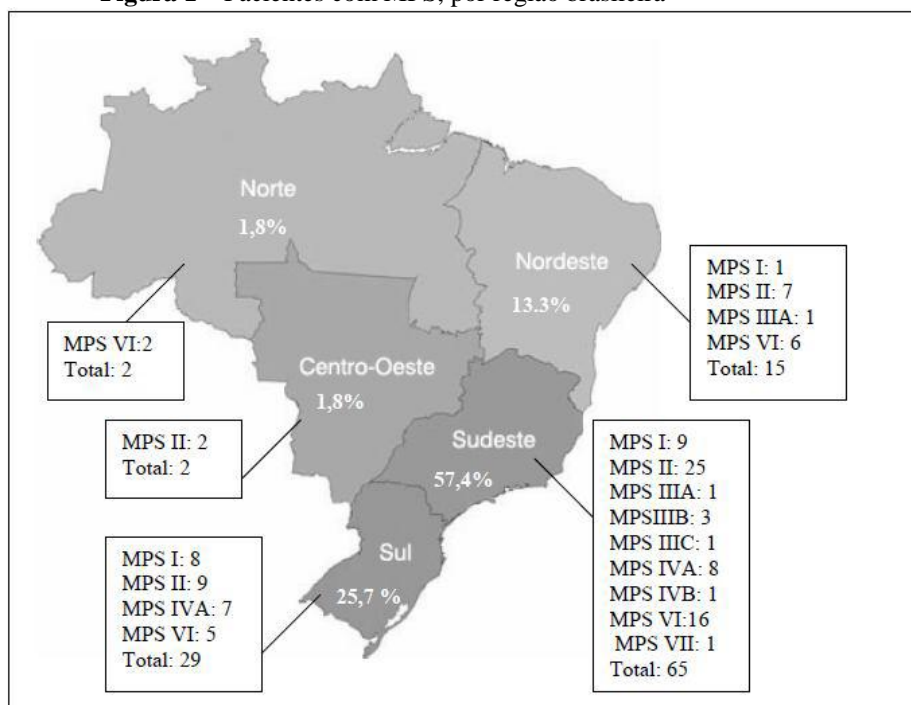 Figura 1 – Pacientes com MPS, por região brasileira
Norte
1,8%
Nordeste
13.3%
MPS I: 1
MPS II: 7
MPS IIIA: 1
MPS VI: 6
Total: 15
MPS VI:2
Total: 2
Centro-Oeste
1,8%
MPS II: 2
Total: 2
Sudeste
57,4%
MPS I: 9
MPS II: 25
MPS IIIA: 1
MPSIIIB: 3
MPS IIIC: 1
MPS IVA: 8
MPS IVB: 1
MPS VI:16
MPS VII: 1
Total: 65
Sul
25,7 %
MPS I: 8
MPS II: 9
MPS IVA: 7
MPS VI: 5
Total: 29